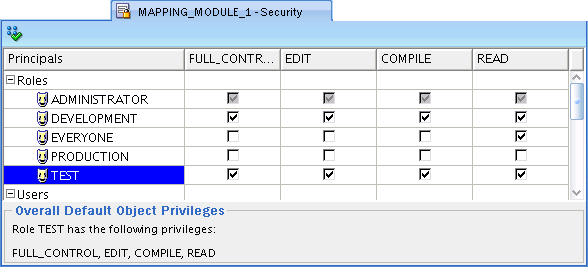 MAPPING_MODULE_1 - Security
Principals FULL_CONTR... EDIT COMPILE READ
Roles
ADMINISTRATOR
DEVELOPMENT
EVERYONE
PRODUCTION
TEST
Users
Overall Default Object Privileges
Role TEST has the following privileges:
FULL_CONTROL, EDIT, COMPILE, READ